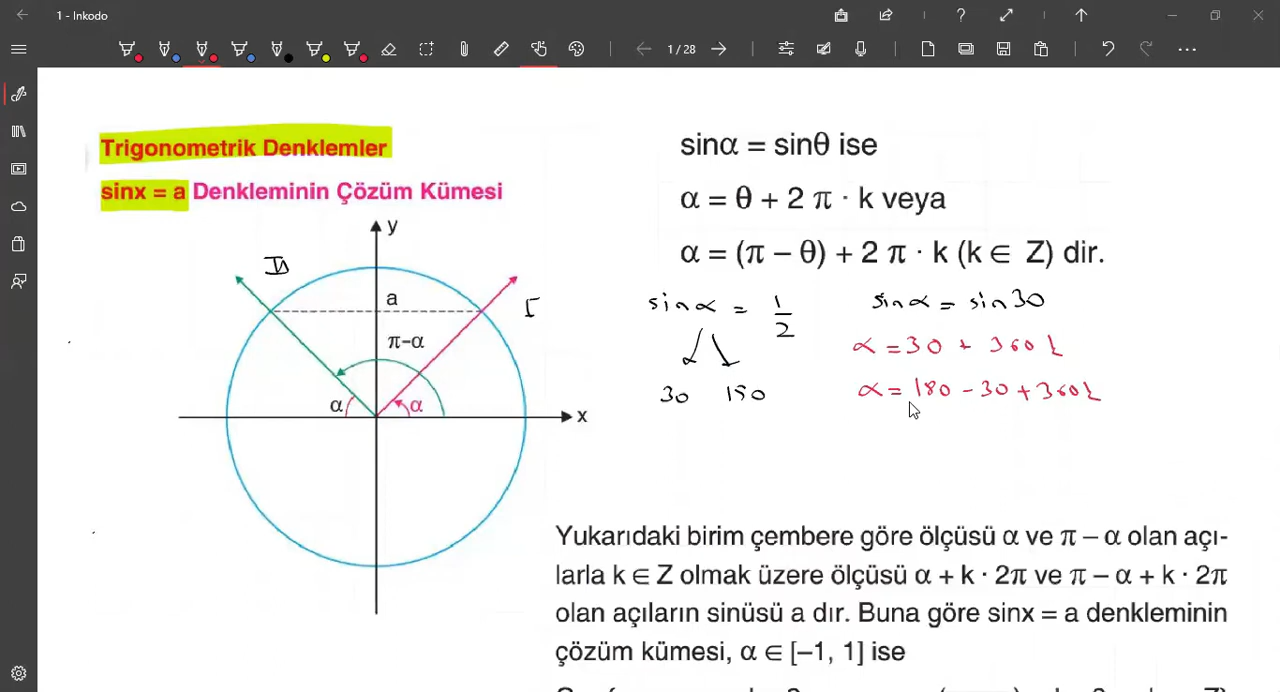 1 - Inkodo
1 / 28
Trigonometrik Denklemler
sinx = a Denkleminin Çözüm Kümesi
y
II
a
I
π–α
α
α
x
sinα = sinθ ise
α = θ + 2 π · k veya
α = (π – θ) + 2 π · k (k ∈ Z) dir.
sinα = 1/2
30 150
sinα = sin30
α = 30 + 360k
α = 180 - 30 + 360k
Yukarıdaki birim çembere göre ölçüsü α ve π – α olan açı-
larla k ∈ Z olmak üzere ölçüsü α + k · 2π ve π – α + k · 2π
olan açıların sinüsü a dır. Buna göre sinx = a denkleminin
çözüm kümesi, α ∈ [–1, 1] ise